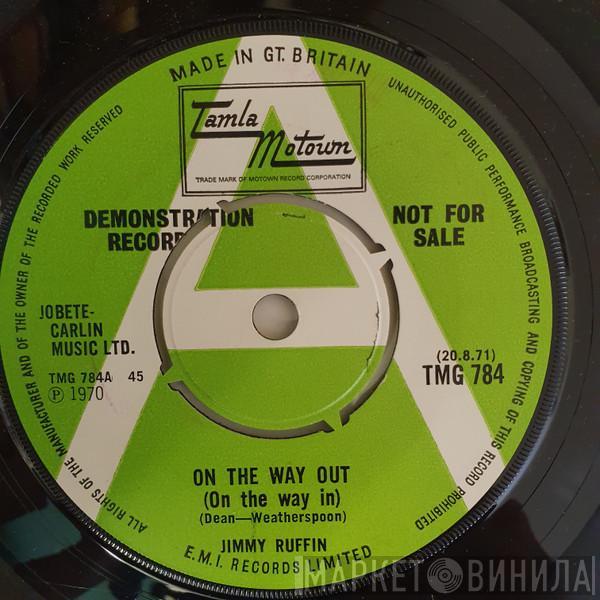 MADE IN GT. BRITAIN
Tamla
Motown
TRADE MARK OF MOTOWN RECORD CORPORATION
DEMONSTRATION
RECORD
NOT FOR
SALE
JOBETE-
CARLIN
MUSIC LTD.
TMG 784A 45
Ⓟ 1970
(20.8.71)
TMG 784
ON THE WAY OUT
(On the way in)
(Dean—Weatherspoon)
JIMMY RUFFIN
E.M.I. RECORDS LIMITED
ALL RIGHTS OF THE MANUFACTURER AND OF THE OWNER OF THE RECORDED WORK RESERVED
UNAUTHORISED PUBLIC PERFORMANCE BROADCASTING AND COPYING OF THIS RECORD PROHIBITED
МАРКЕТ ВИНИЛА